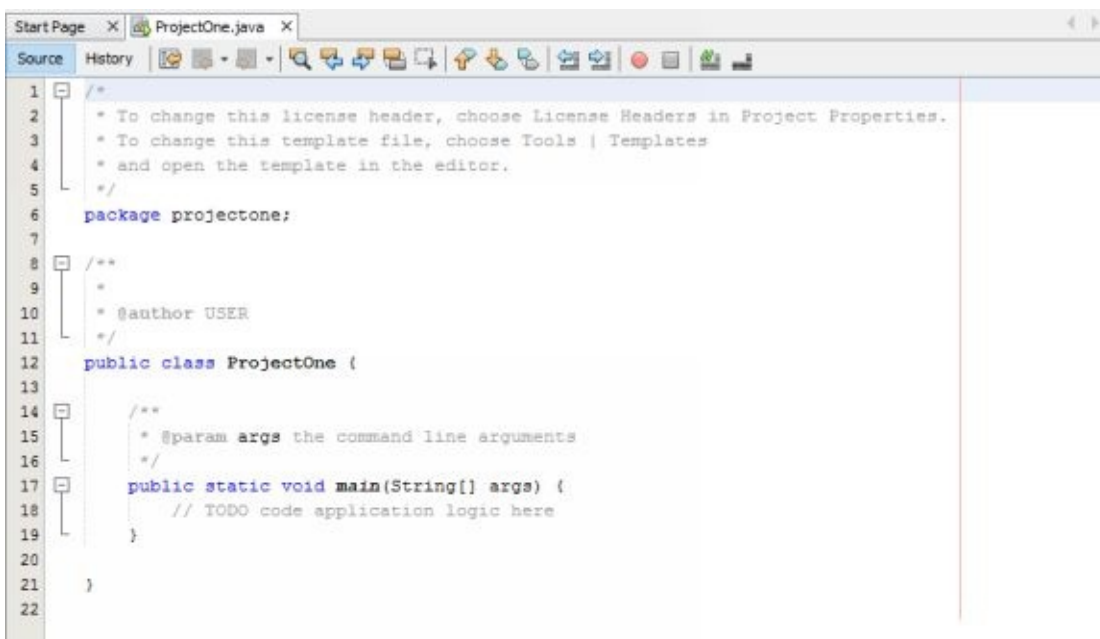 Start Page X ProjectOne.java X
Source History
1 /*
2 * To change this license header, choose License Headers in Project Properties.
3 * To change this template file, choose Tools | Templates
4 * and open the template in the editor.
5 */
6 package projectone;
7
8 /**
9 *
10 * @author USER
11 */
12 public class ProjectOne {
13
14 /**
15 * @param args the command line arguments
16 */
17 public static void main(String[] args) {
18 // TODO code application logic here
19 }
20
21 }
22